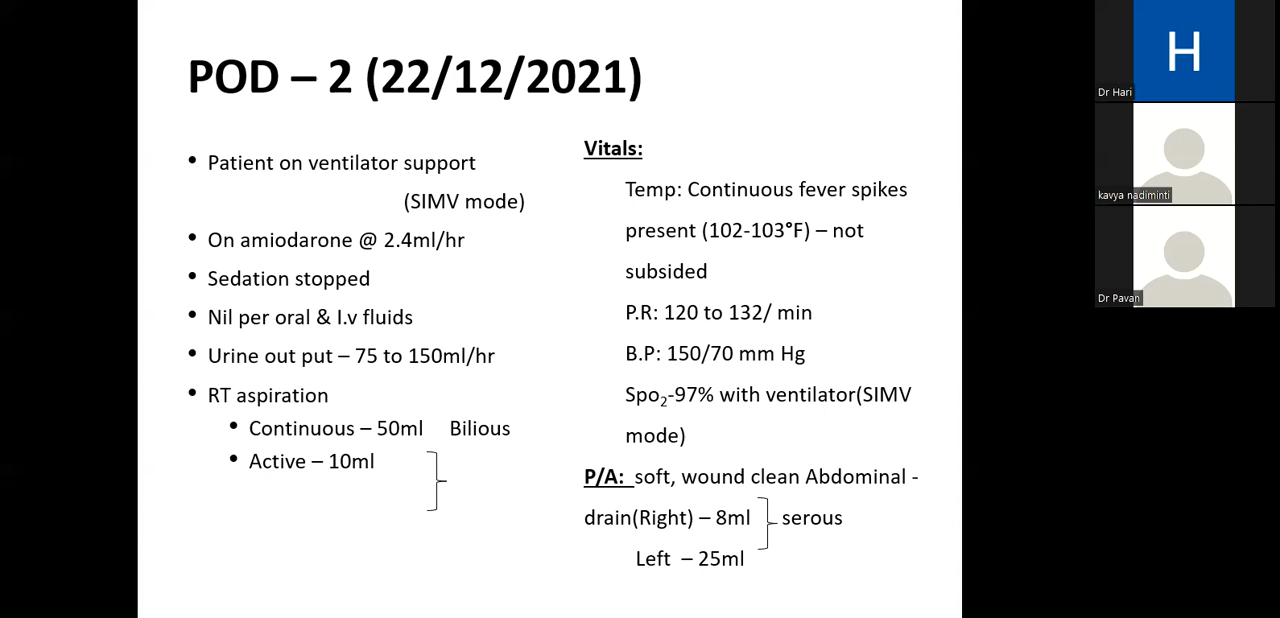 POD – 2 (22/12/2021)
• Patient on ventilator support
(SIMV mode)
• On amiodarone @ 2.4ml/hr
• Sedation stopped
• Nil per oral & I.v fluids
• Urine out put – 75 to 150ml/hr
• RT aspiration
• Continuous – 50ml Bilious
• Active – 10ml
Vitals:
Temp: Continuous fever spikes
present (102-103°F) – not
subsided
P.R: 120 to 132/ min
B.P: 150/70 mm Hg
Spo₂-97% with ventilator(SIMV
mode)
P/A: soft, wound clean Abdominal -
drain(Right) – 8ml serous
Left – 25ml
H
Dr Hari
kavya nadiminti
Dr Pavan